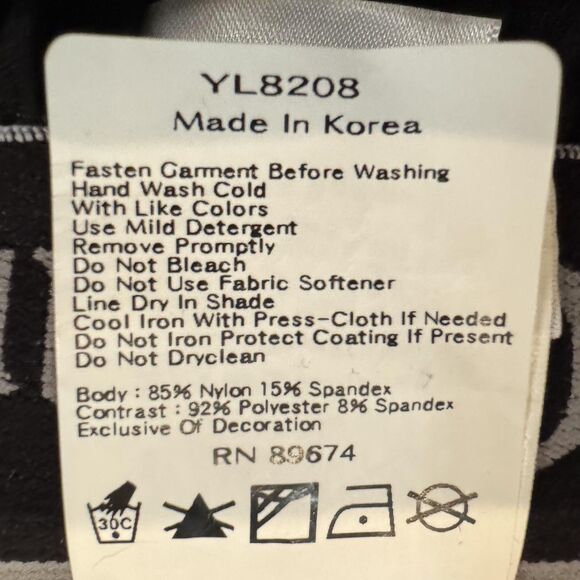 YL8208
Made In Korea
Fasten Garment Before Washing
Hand Wash Cold
With Like Colors
Use Mild Detergent
Remove Promptly
Do Not Bleach
Do Not Use Fabric Softener
Line Dry In Shade
Cool Iron With Press-Cloth If Needed
Do Not Iron Protect Coating If Present
Do Not Dryclean
Body : 85% Nylon 15% Spandex
Contrast : 92% Polyester 8% Spandex
Exclusive Of Decoration
RN 89674
30C